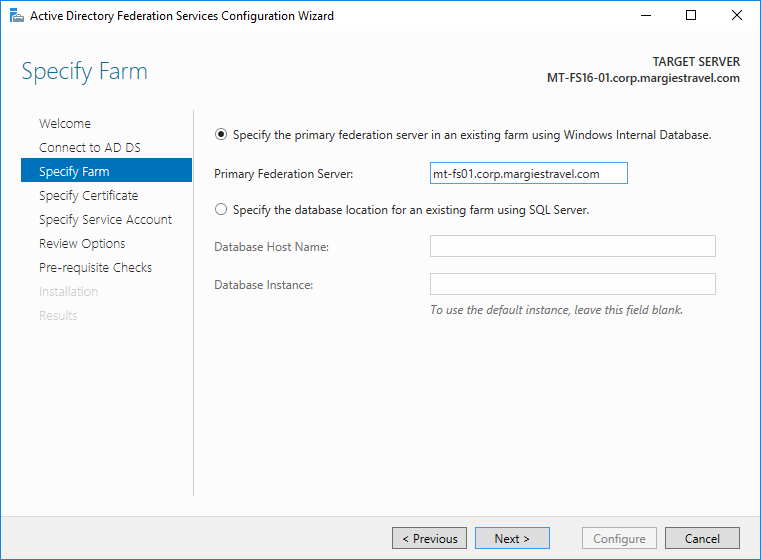 Active Directory Federation Services Configuration Wizard
Specify Farm
TARGET SERVER
MT-FS16-01.corp.margiestravel.com
Welcome
Connect to AD DS
Specify Farm
Specify Certificate
Specify Service Account
Review Options
Pre-requisite Checks
Installation
Results
Specify the primary federation server in an existing farm using Windows Internal Database.
Primary Federation Server: mt-fs01.corp.margiestravel.com
Specify the database location for an existing farm using SQL Server.
Database Host Name:
Database Instance:
To use the default instance, leave this field blank.
< Previous Next > Configure Cancel